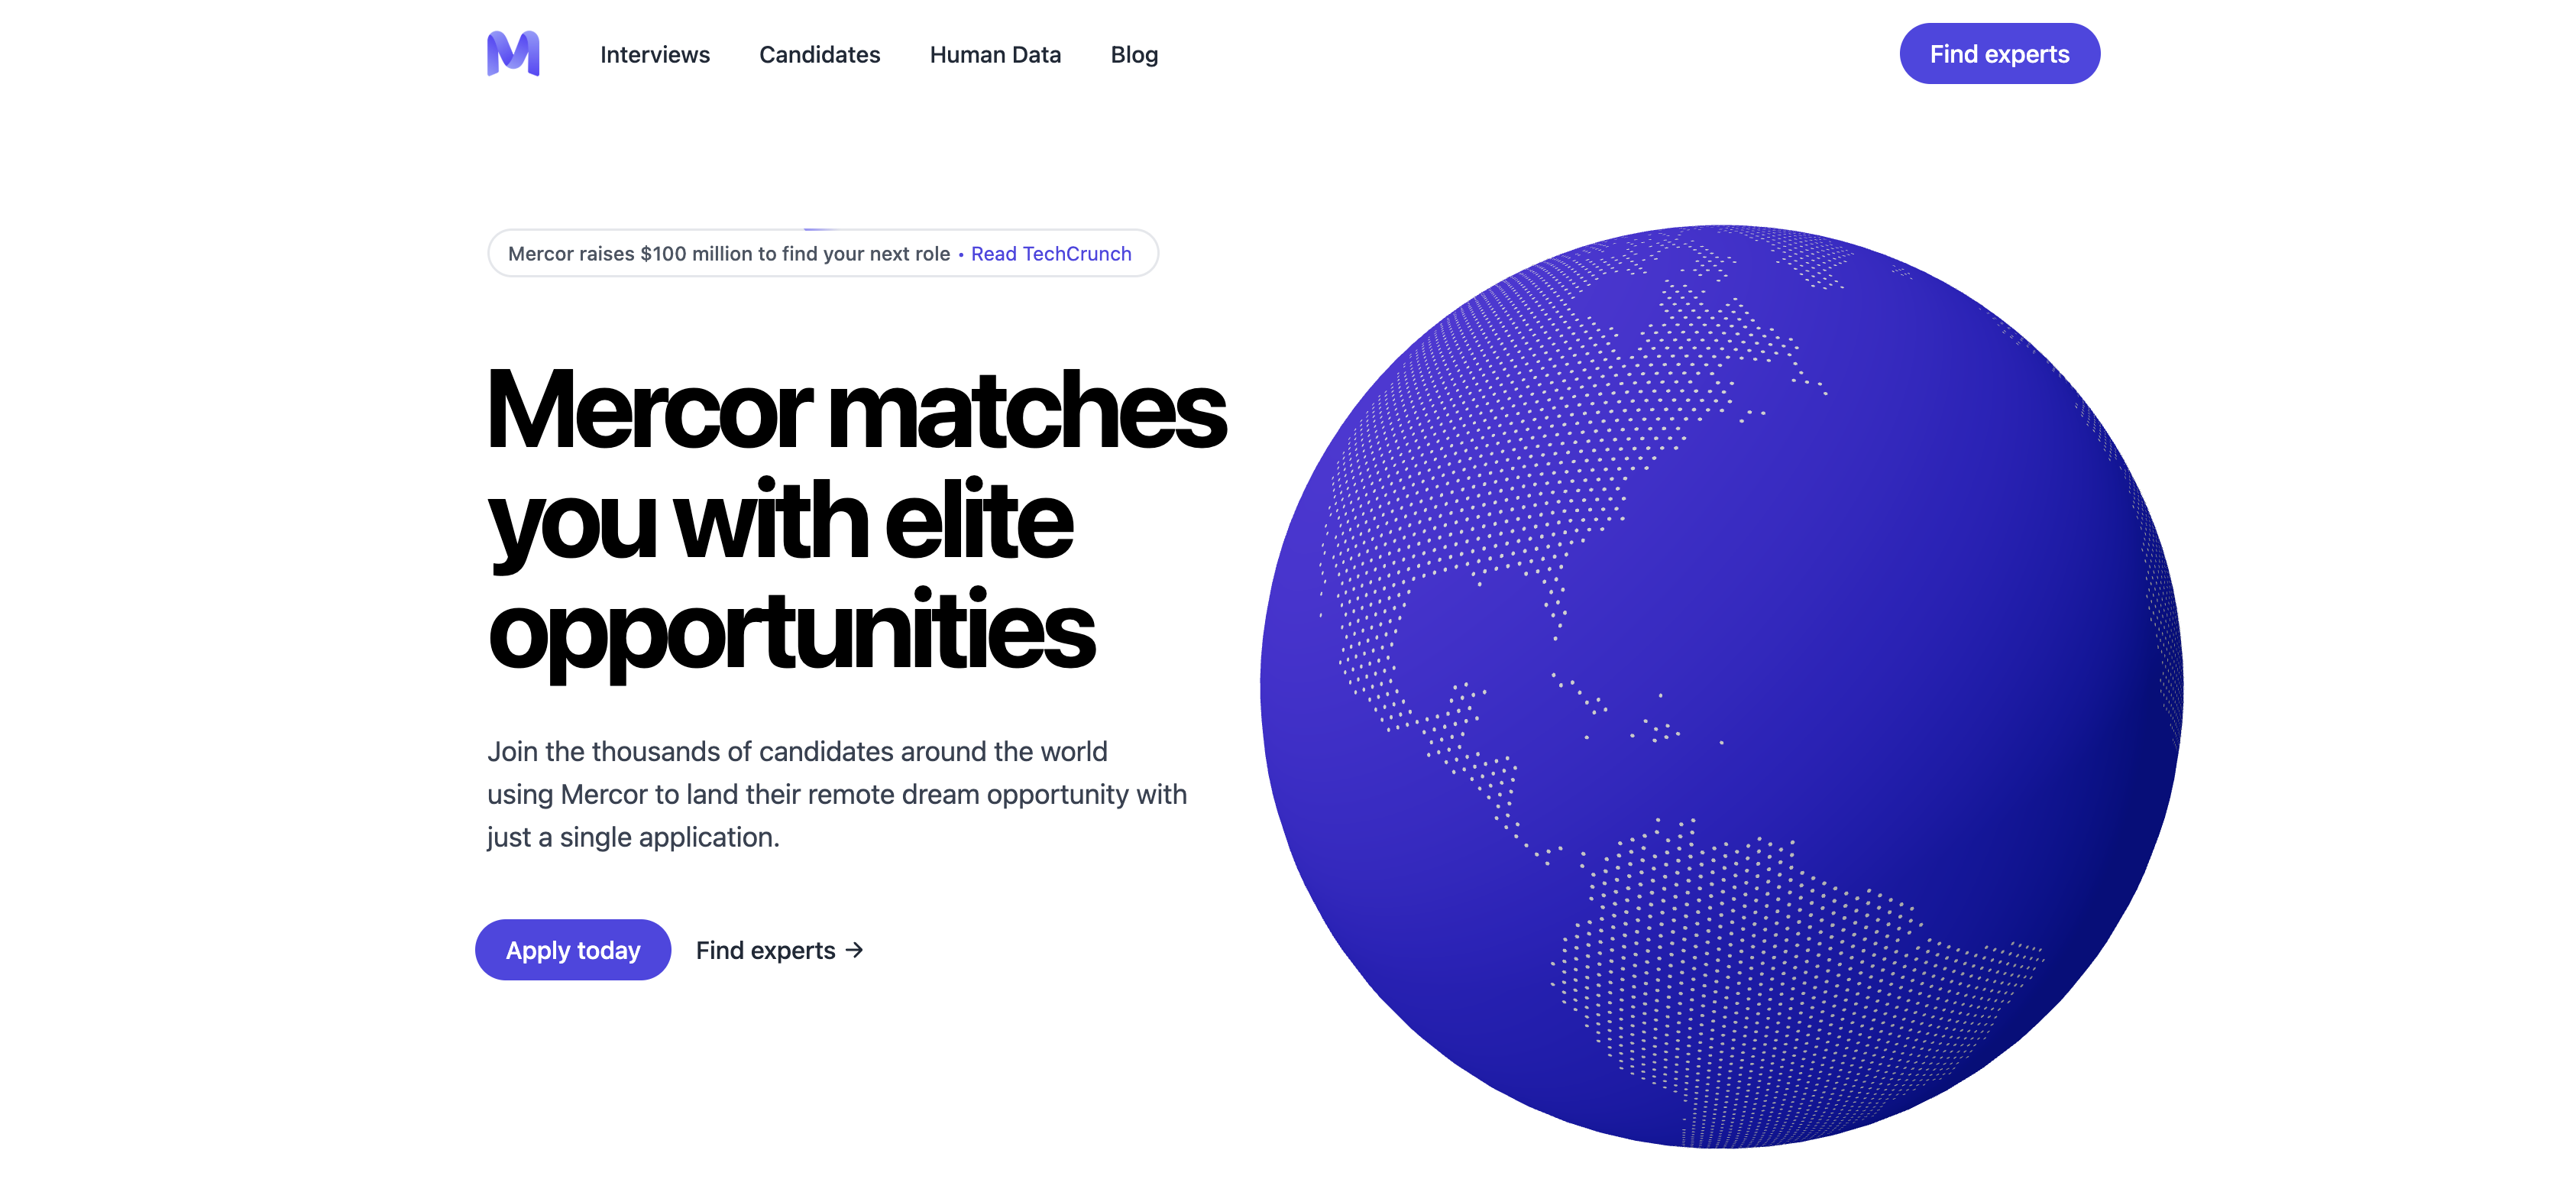 Interviews
Candidates
Human Data
Blog
Find experts
Mercor raises $100 million to find your next role • Read TechCrunch
Mercor matches
you with elite
opportunities
Join the thousands of candidates around the world
using Mercor to land their remote dream opportunity with
just a single application.
Apply today
Find experts →